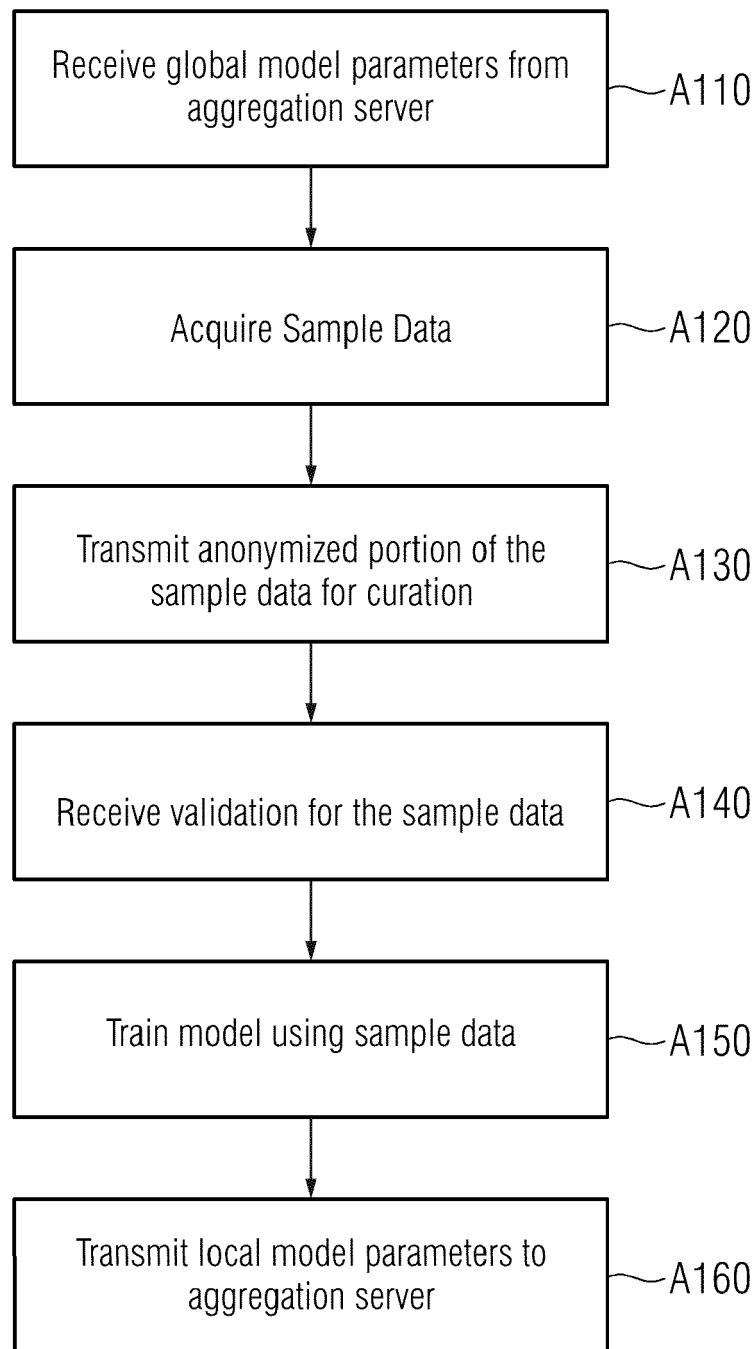 Receive global model parameters from
aggregation server
A110
Acquire Sample Data
A120
Transmit anonymized portion of the
sample data for curation
A130
Receive validation for the sample data
A140
Train model using sample data
A150
Transmit local model parameters to
aggregation server
A160